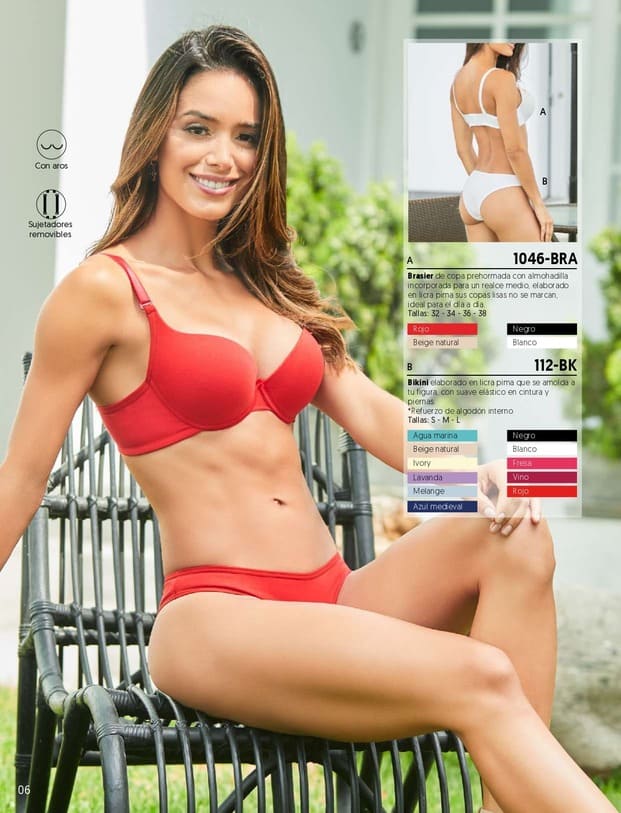 Con aros
Sujetadores
removibles
A
B
A 1046-BRA
Brasier de copa prehormada con almohadilla
incorporada para un realce medio, elaborado
en licra pima sus copas lisas no se marcan,
ideal para el día a día.
Tallas: 32 - 34 - 36 - 38
Rojo Negro
Beige natural Blanco
B 112-BK
Bikini elaborado en licra pima que se amolda a
tu figura, con suave elástico en cintura y
piernas.
*Refuerzo de algodón interno
Tallas: S - M - L
Agua marina Negro
Beige natural Blanco
Ivory Fresa
Lavanda Vino
Melange Rojo
Azul medieval
06